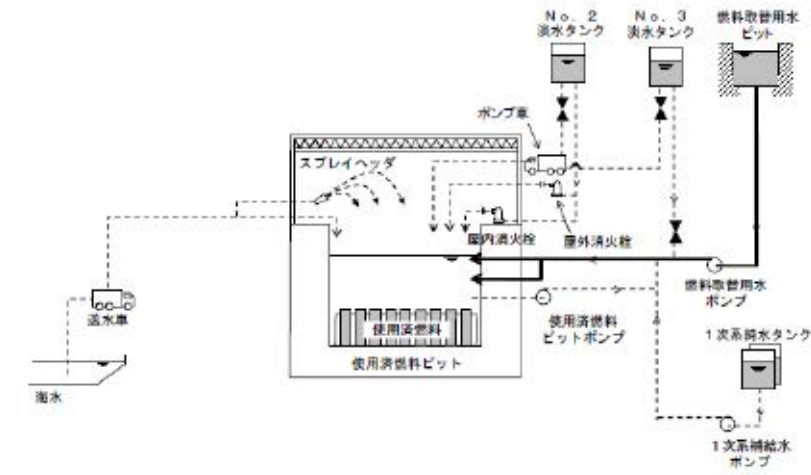 No. 2
淡水タンク
No. 3
淡水タンク
燃料取替用水
ピット
ポンプ車
スプレイヘッダ
屋内消火栓
屋外消火栓
送水車
海水
燃料取替用水
ポンプ
使用済燃料
ピットポンプ
使用済燃料
使用済燃料ピット
1次系純水タンク
1次系補給水
ポンプ